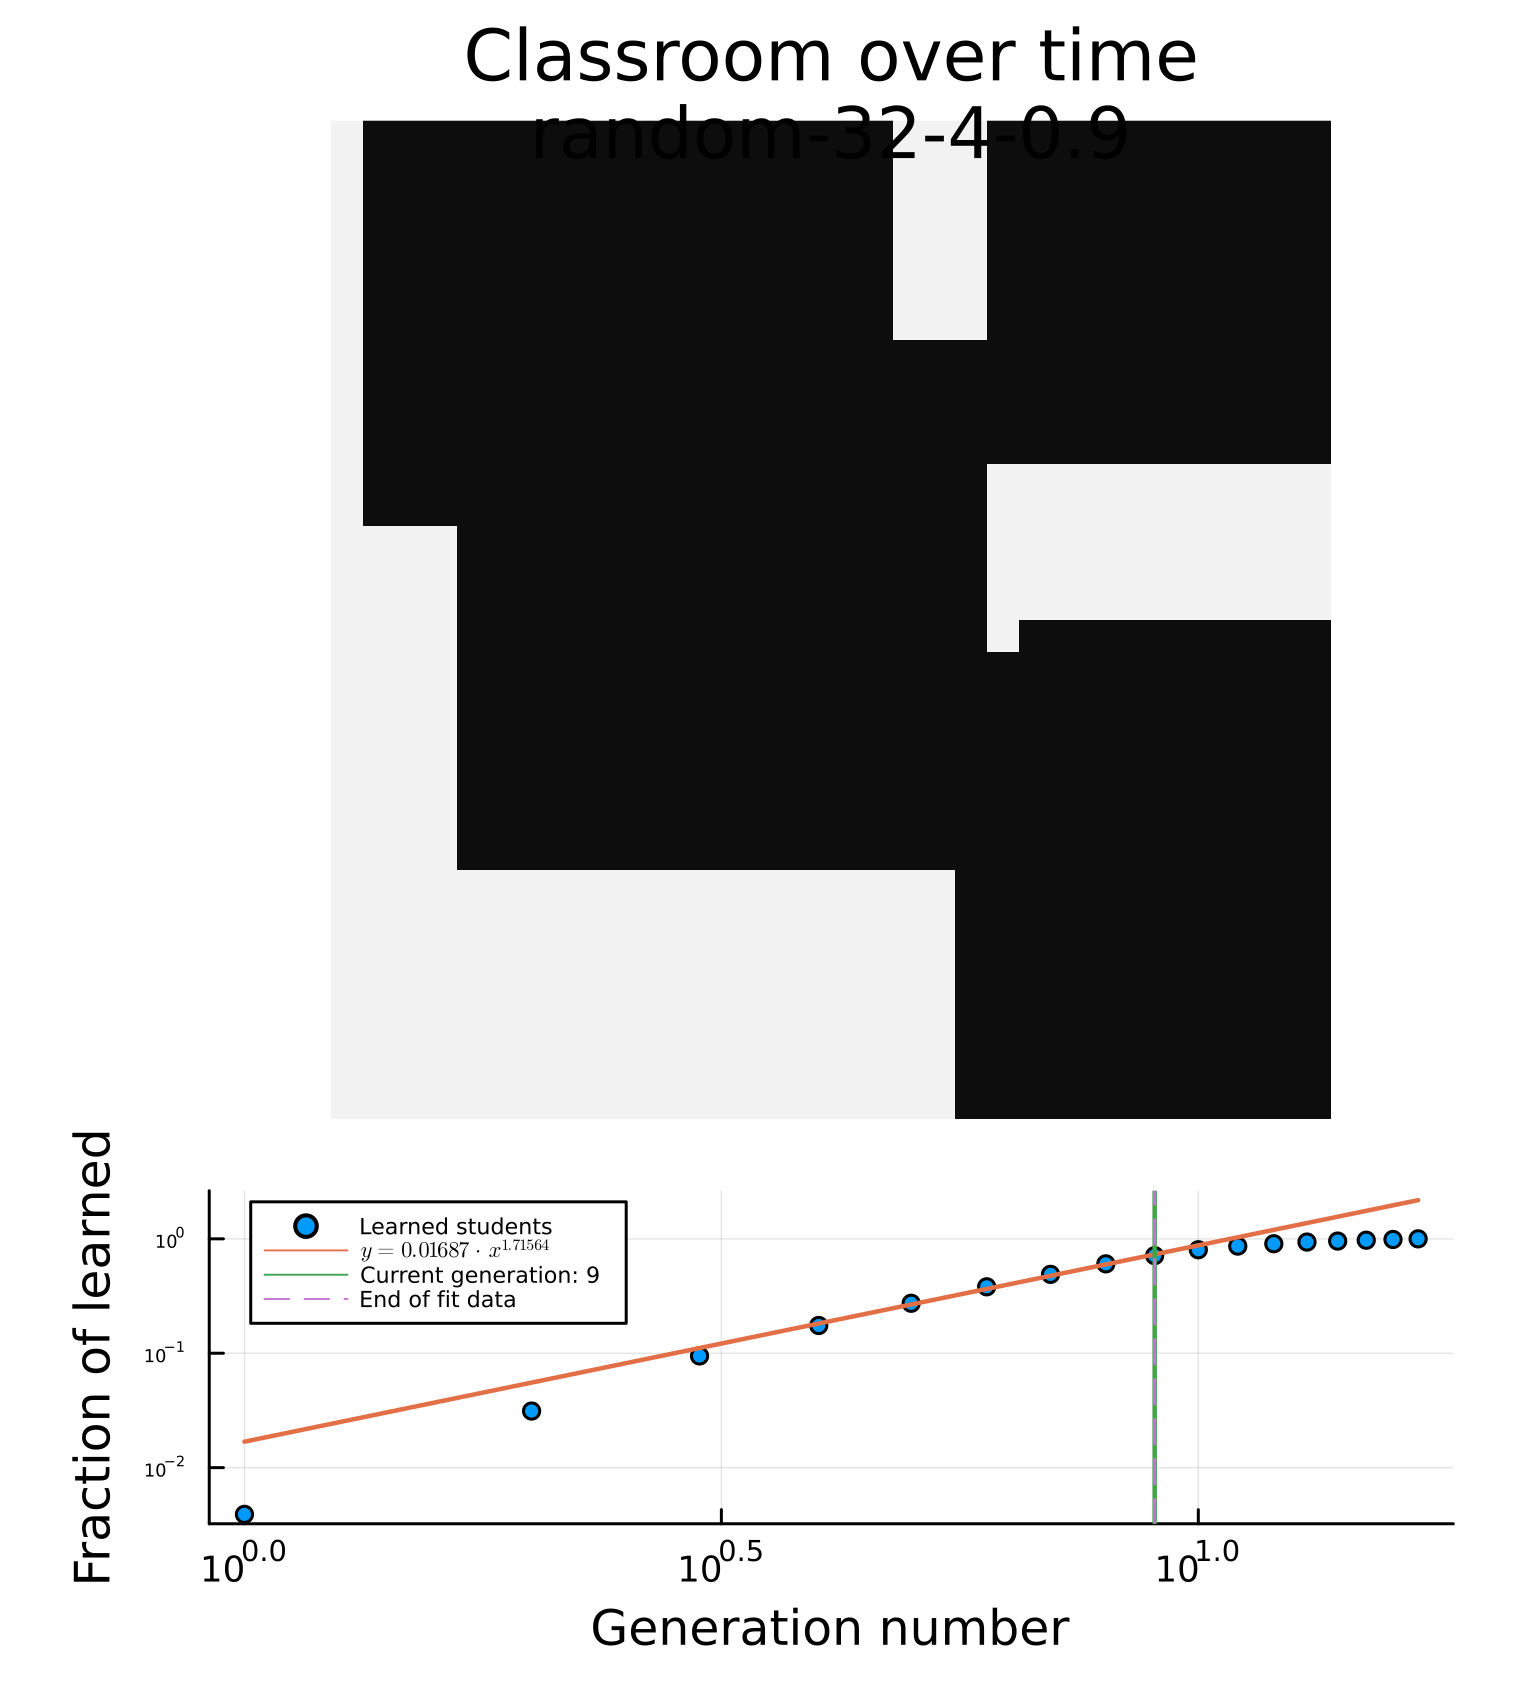 Classroom over time
random-32-4-0.9
Fraction of learned
10^0
10^−1
10^−2
Learned students
y = 0.01687 · x^1.71564
Current generation: 9
End of fit data
10^0.0
10^0.5
10^1.0
Generation number